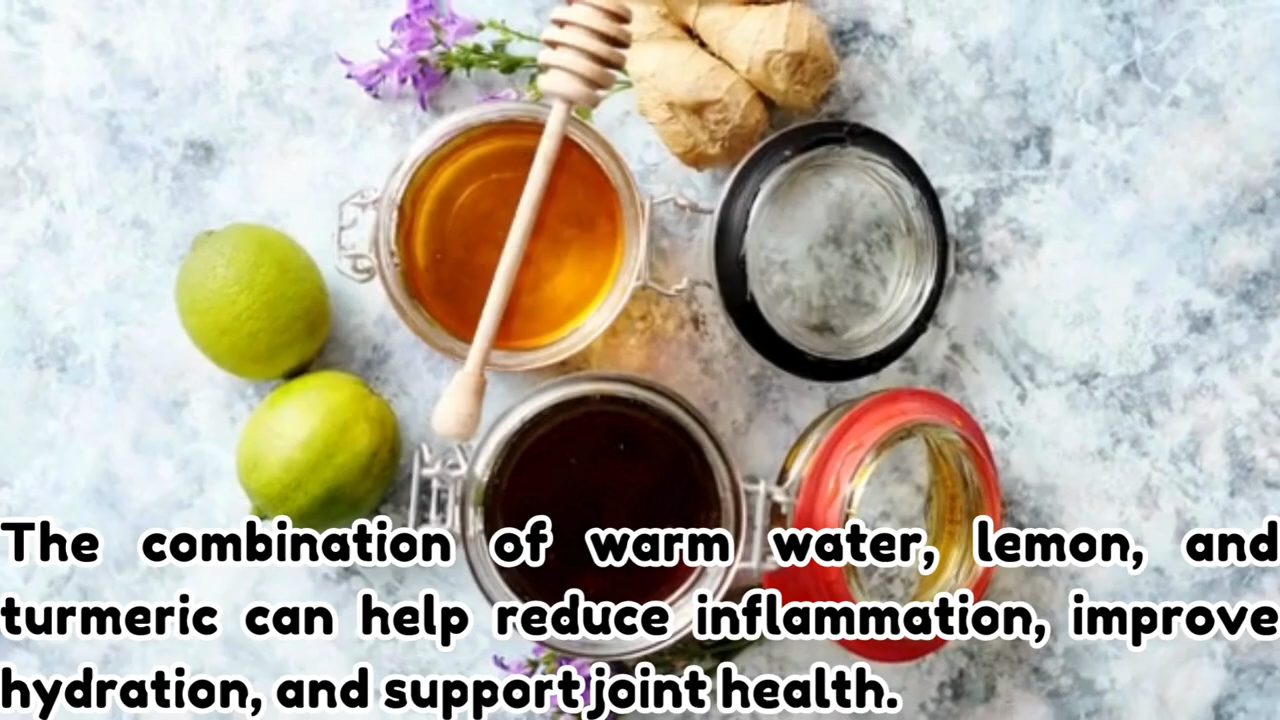 The combination of warm water, lemon, and
turmeric can help reduce inflammation, improve
hydration, and support joint health.